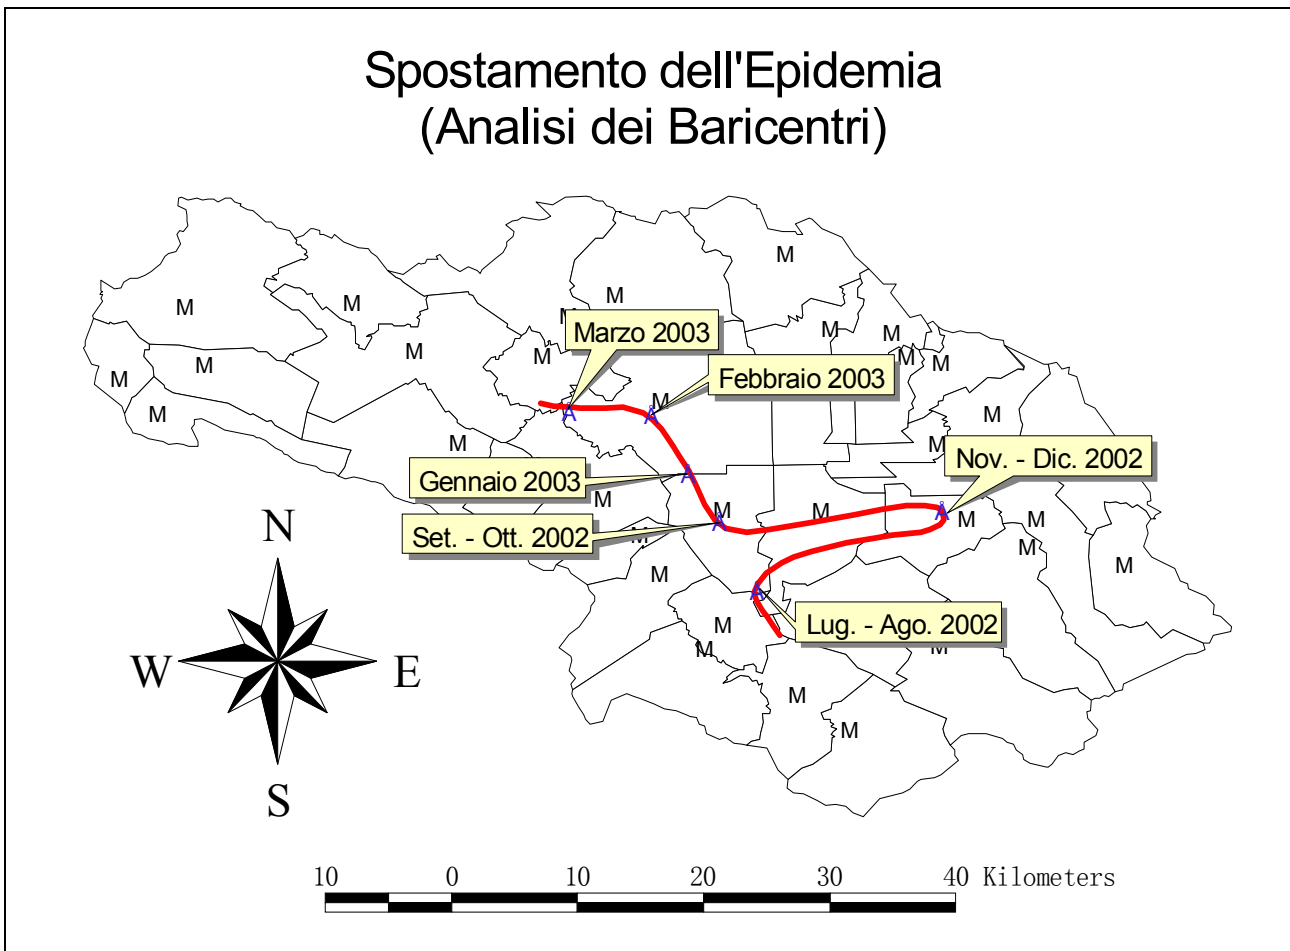 Spostamento dell'Epidemia
(Analisi dei Baricentri)
M
M
M
M
M
M
M
M
M
M
Marzo 2003
M
M
M
M
M
Febbraio 2003
M
M
M
M
M
Å
Å
M
M
Nov. - Dic. 2002
Gennaio 2003
Å
M
M
M
Å
M
M
Set. - Ott. 2002
Å
M
M
M
M
Å
Lug. - Ago. 2002
M
M
M
M
M
N
W
E
S
10 0 10 20 30 40 Kilometers